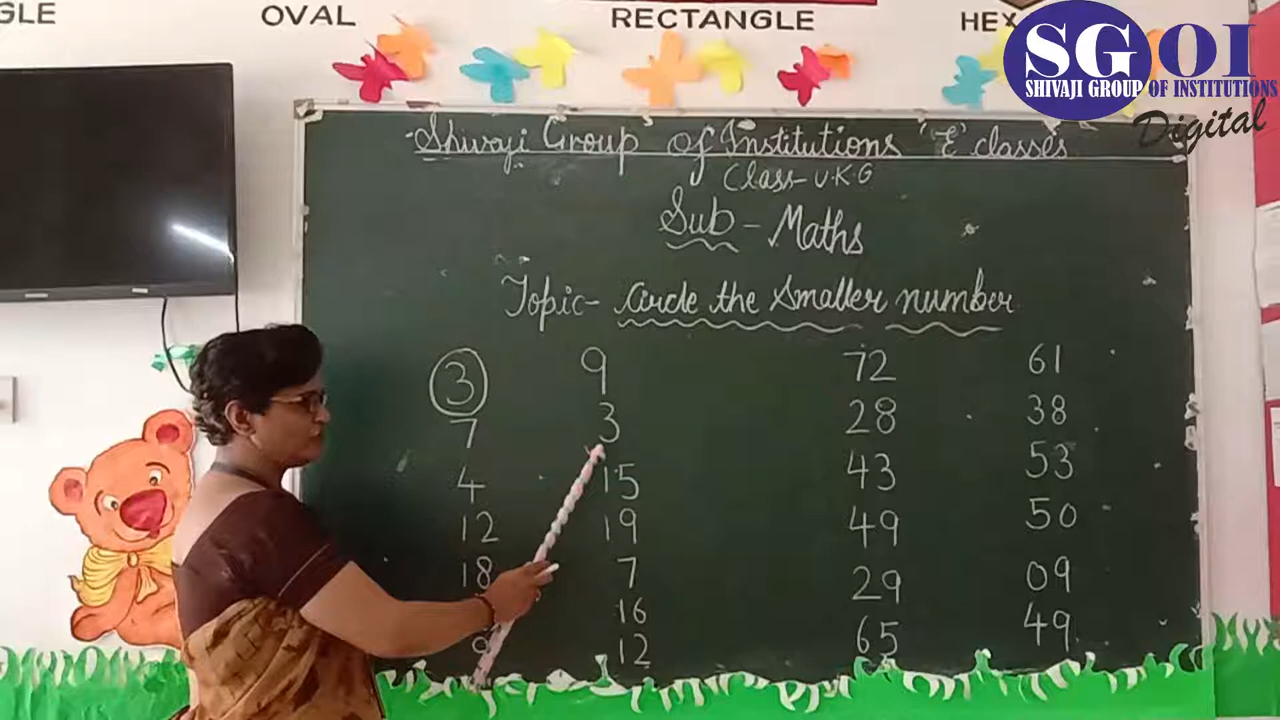 GLE OVAL RECTANGLE HEX
SGOI
SHIVAJI GROUP OF INSTITUTIONS
Digital
Shivaji Group of Institutions 'E' classes
Class-U.K.G
Sub - Maths
Topic- Circle the Smaller number
3 9 72 61
7 3 28 38
4 15 43 53
12 19 49 50
18 7 29 09
16 65 49
9 12